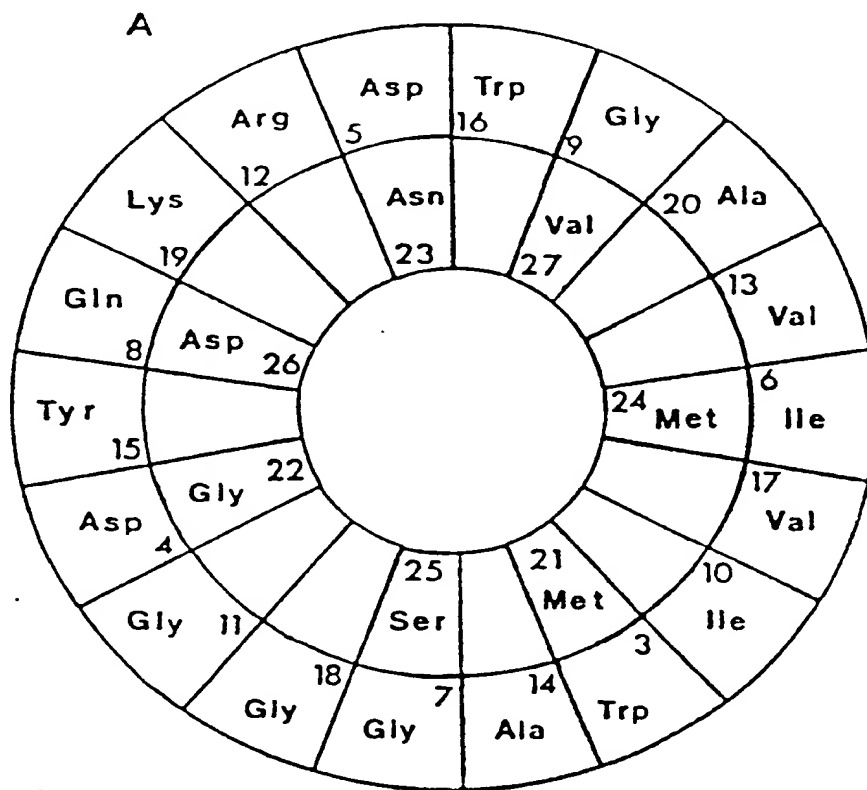 A
Asp
5
Trp
16
Gly
9
Ala
20
Val
13
Ile
6
Val
17
Ile
10
Trp
3
Ala
14
Gly
7
Gly
18
Gly
11
Asp
4
Tyr
15
Gln
8
Lys
19
Arg
12
Asn
23
Val
27
24
Met
21
Met
25
Ser
22
Gly
Asp
26